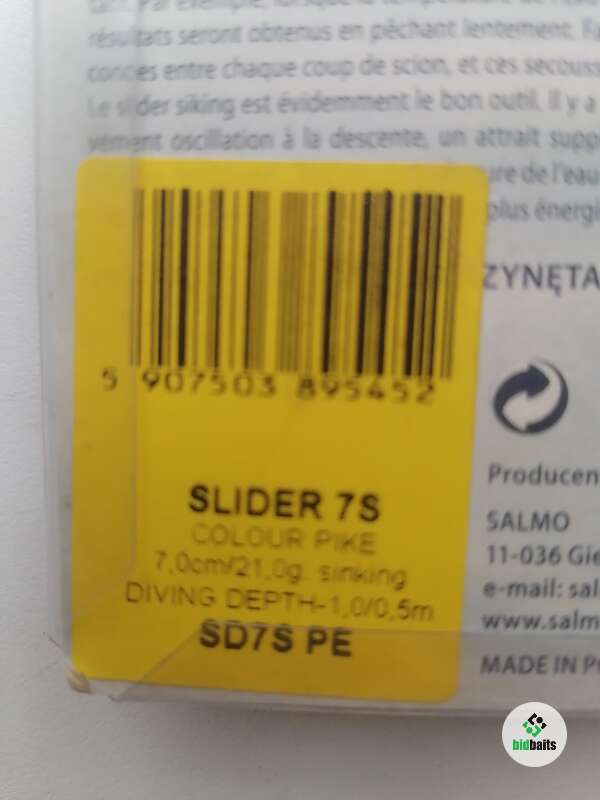 résultats seront obtenus en pêchant lentement. Fa
entre chaque coup de scion, et ces secouss
Le slider siking est évidemment le bon outil. Il y a
vement oscillation à la descente, un attrait supp
ure de l'eau
plus énergi
ZYNĘTA
5 907503 895452
SLIDER 7S
COLOUR PIKE
7,0cm/21,0g. sinking
DIVING DEPTH-1,0/0,5m
SD7S PE
Producen
SALMO
11-036 Gie
e-mail: sal
www.salm
MADE IN P
bidbaits